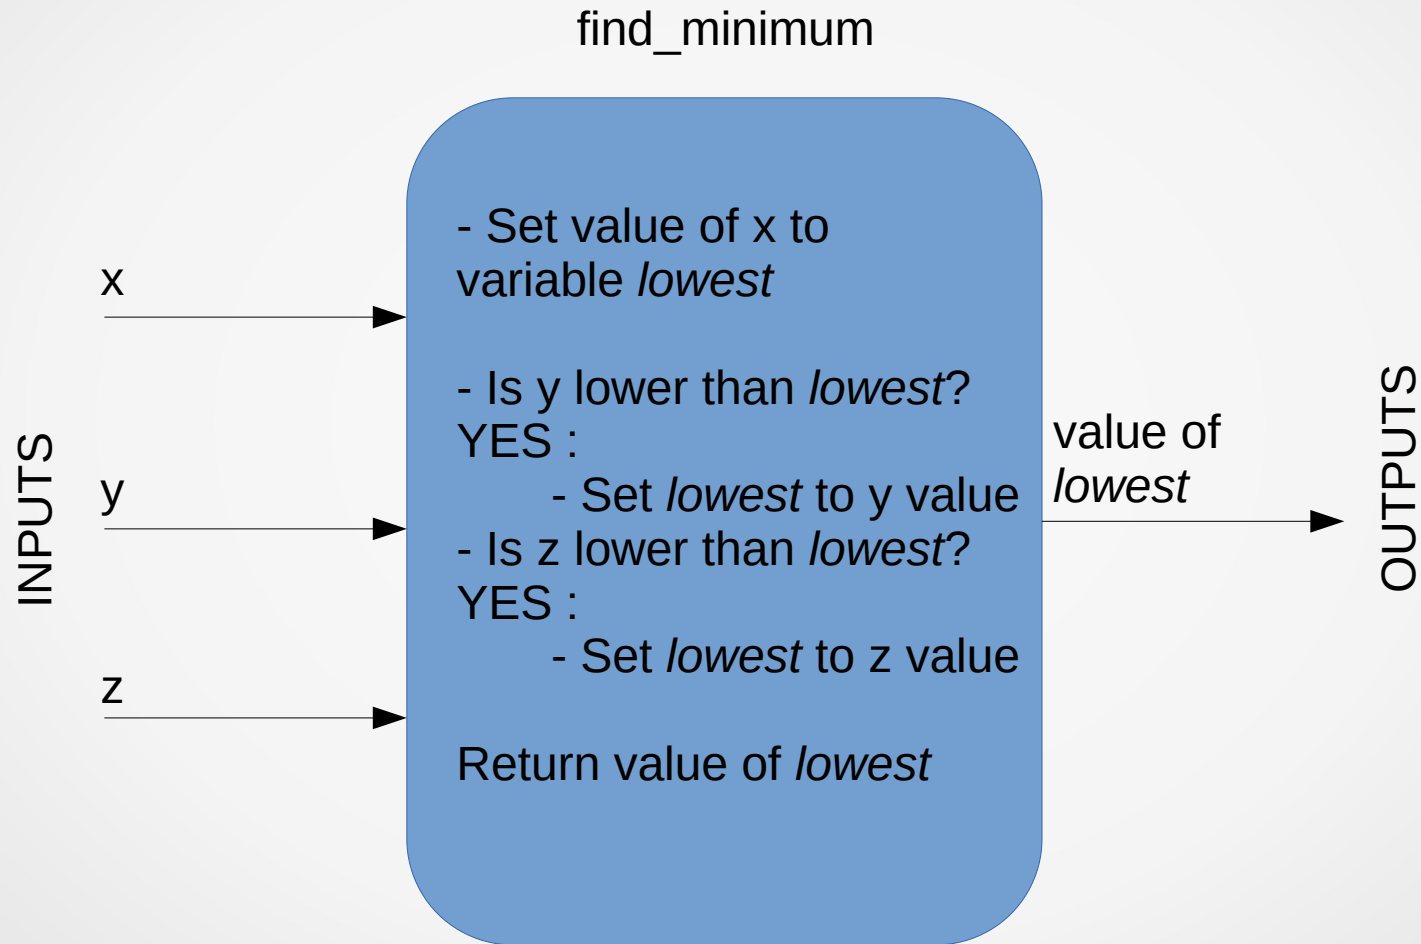 find_minimum
INPUTS
x
y
z
- Set value of x to
variable lowest
- Is y lower than lowest?
YES :
- Set lowest to y value
- Is z lower than lowest?
YES :
- Set lowest to z value
Return value of lowest
value of
lowest
OUTPUTS